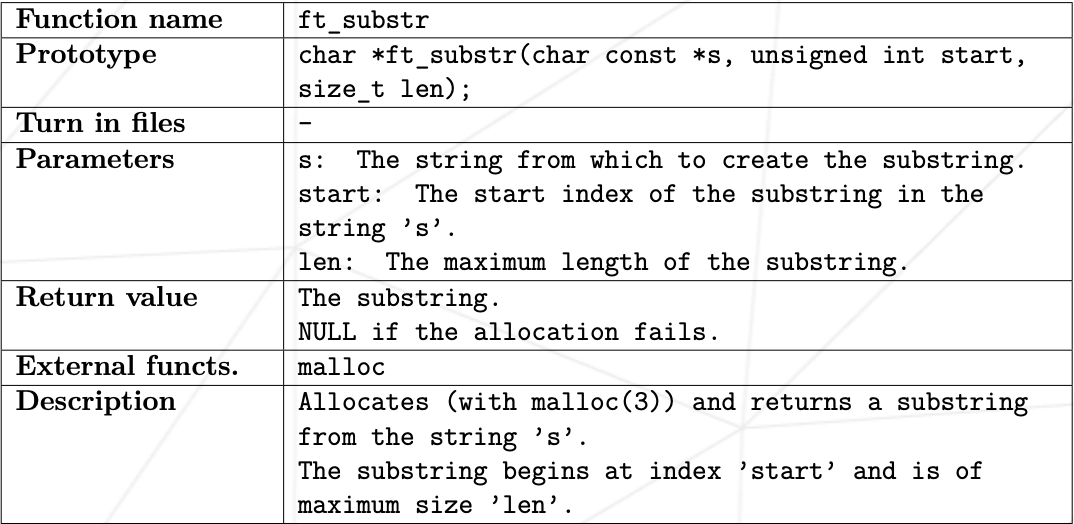 Function name ft_substr
Prototype char *ft_substr(char const *s, unsigned int start,
size_t len);
Turn in files -
Parameters s: The string from which to create the substring.
start: The start index of the substring in the
string ’s’.
len: The maximum length of the substring.
Return value The substring.
NULL if the allocation fails.
External functs. malloc
Description Allocates (with malloc(3)) and returns a substring
from the string ’s’.
The substring begins at index ’start’ and is of
maximum size ’len’.